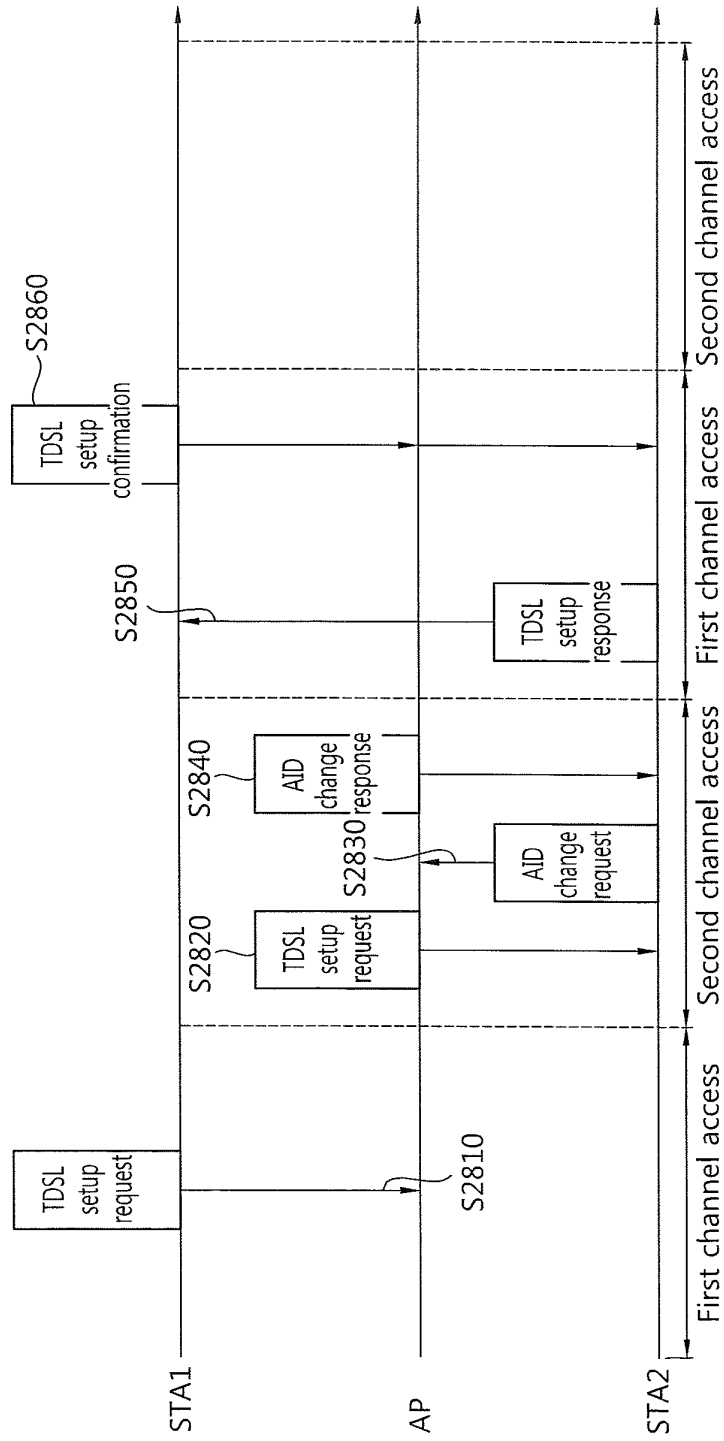 STA1
AP
STA2
TDSL
setup
request
S2810
TDSL
setup
request
S2820
AID
change
request
S2830
AID
change
response
S2840
TDSL
setup
response
S2850
TDSL
setup
confirmation
S2860
First channel access
Second channel access
First channel access
Second channel access